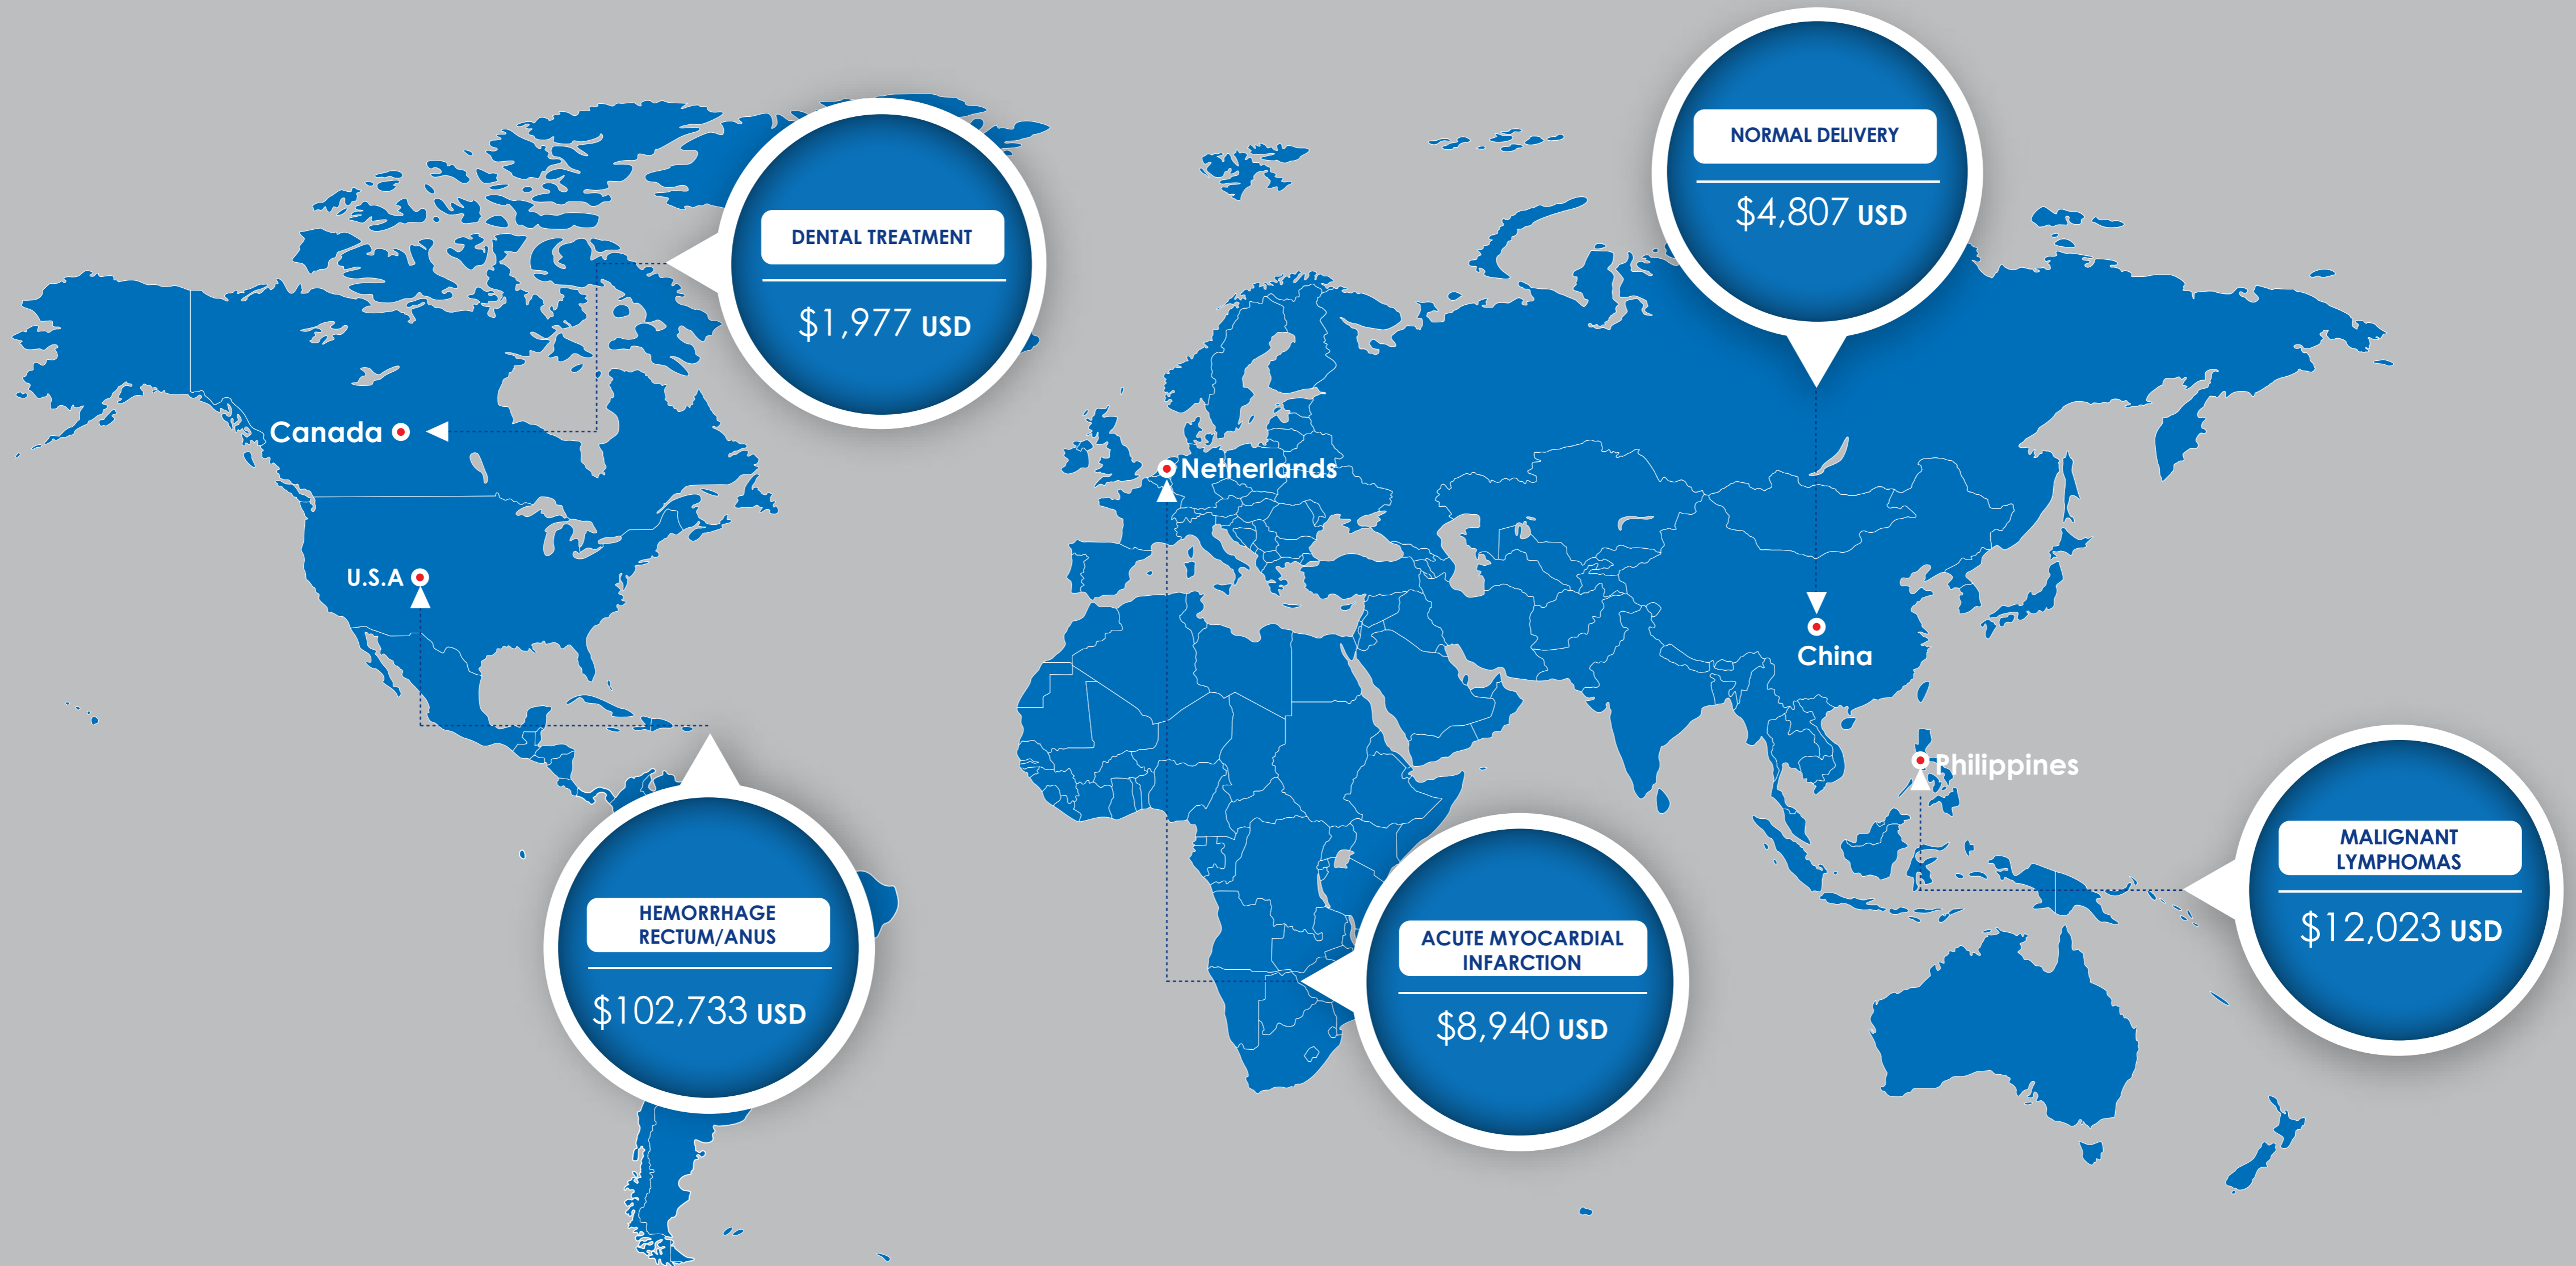 NORMAL DELIVERY
$4,807 USD
DENTAL TREATMENT
$1,977 USD
Canada
Netherlands
U.S.A
China
Philippines
MALIGNANT
LYMPHOMAS
$12,023 USD
HEMORRHAGE
RECTUM/ANUS
$102,733 USD
ACUTE MYOCARDIAL
INFARCTION
$8,940 USD